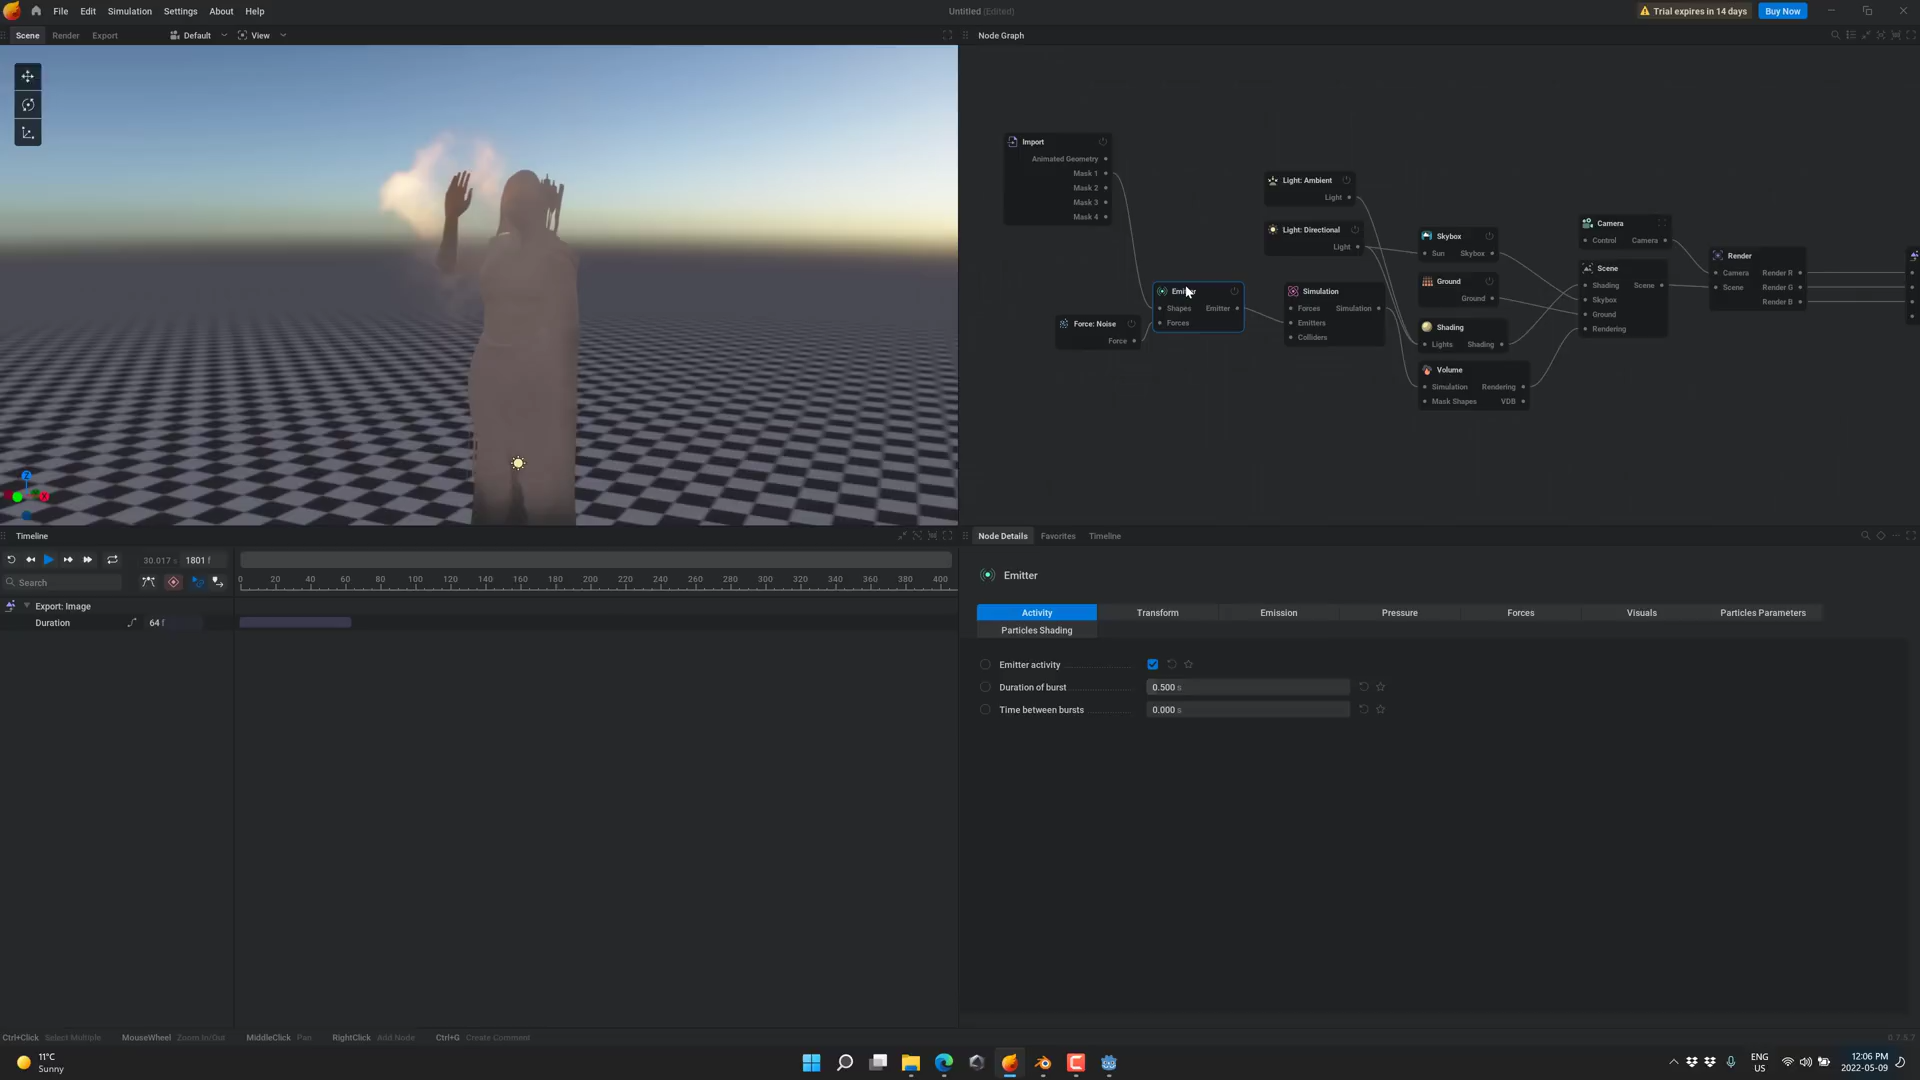 File Edit Simulation Settings About Help
Untitled (Edited)
Trial expires in 14 days
Buy Now
Scene Render Export Default View
Node Graph
Import
Animated Geometry
Mask 1
Mask 2
Mask 3
Mask 4
Light: Ambient
Light
Light: Directional
Light
Force: Noise
Force
Shapes Emitter
Forces
Simulation
Forces Simulation
Emitters
Colliders
Skybox
Sun Skybox
Ground
Ground
Shading
Lights Shading
Volume
Simulation Rendering
Mask Shapes VDB
Camera
Control Camera
Scene
Shading Scene
Skybox
Ground
Rendering
Render
Camera Render R
Scene Render G
Render B
Z
X
Timeline
30.017 s 1801 f
Search
0 20 40 60 80 100 120 140 160 180 200 220 240 260 280 300 320 340 360 380 400
Export: Image
Duration 64 f
Node Details Favorites Timeline
Emitter
Activity Transform Emission Pressure Forces Visuals Particles Parameters
Particles Shading
Emitter activity
Duration of burst 0.500 s
Time between bursts 0.000 s
Ctrl+Click Select Multiple MouseWheel Zoom In/Out MiddleClick Pan RightClick Add Node Ctrl+G Create Comment
0.7.5.7
11°C
Sunny
ENG
US
12:06 PM
2022-05-09